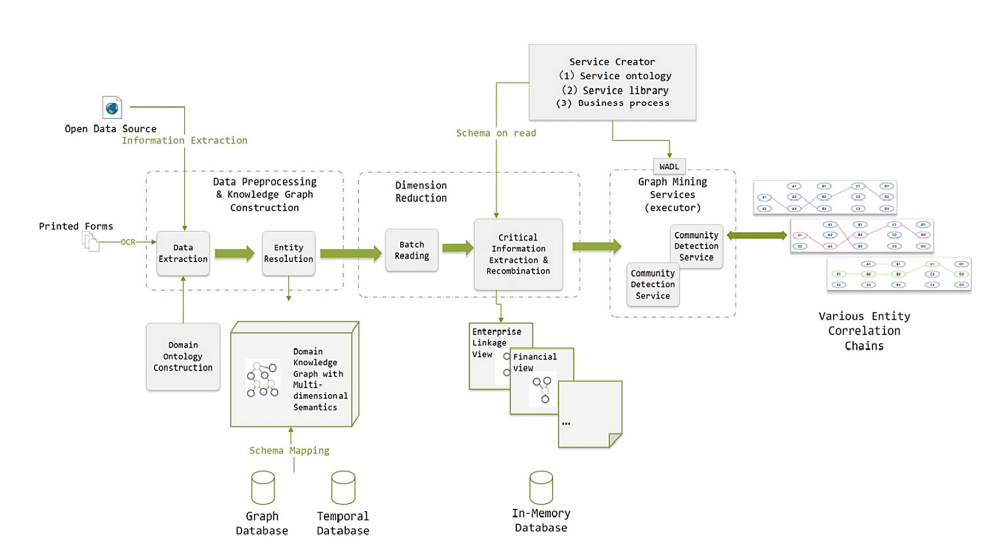 Service Creator
(1) Service ontology
(2) Service library
(3) Business process
Open Data Source
Information Extraction
Schema on read
WADL
Data Preprocessing
& Knowledge Graph
Construction
Dimension
Reduction
Graph Mining
Services
(executor)
Printed Forms
OCR
Data
Extraction
Entity
Resolution
Batch
Reading
Critical
Information
Extraction &
Recombination
Community
Detection
Service
Community
Detection
Service
Various Entity
Correlation
Chains
Domain
Ontology
Construction
Domain
Knowledge
Graph with
Multi-
dimensional
Semantics
Enterprise
Linkage
View
Financial
view
...
Schema Mapping
Graph
Database
Temporal
Database
In-Memory
Database